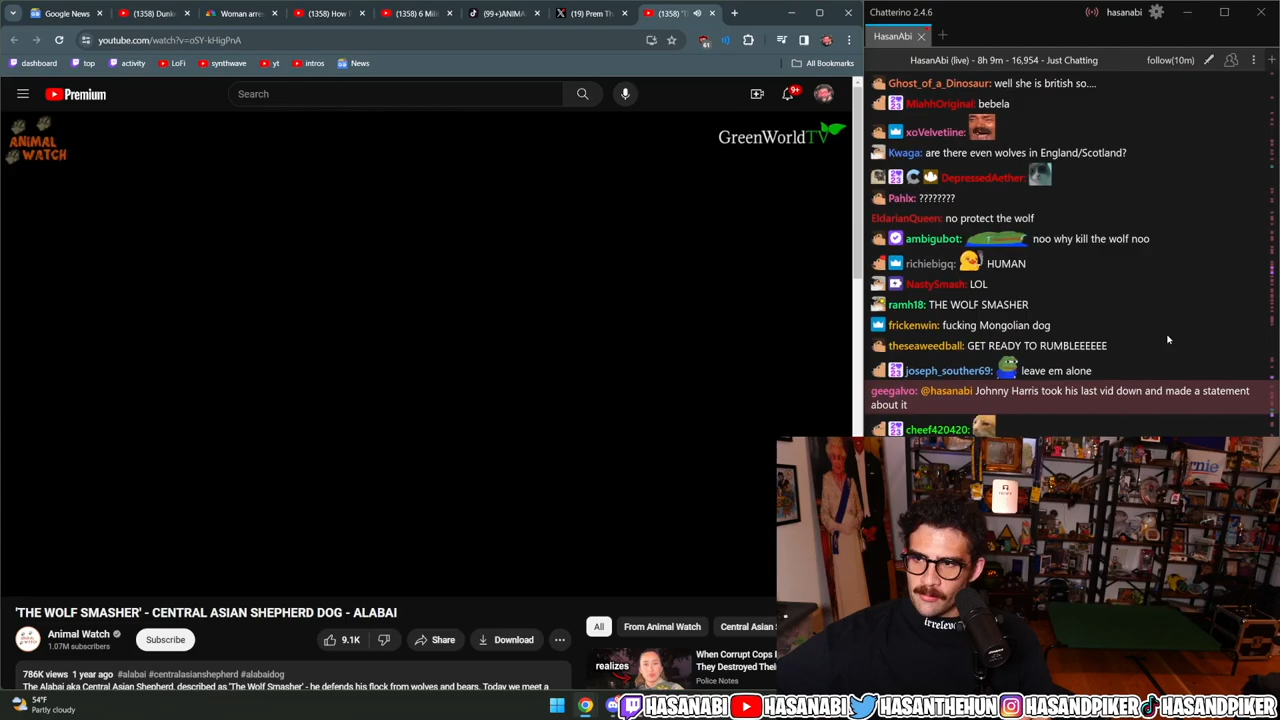 Google News
(1358) Dunk
Woman arre
(1358) How
(1358)
(1358) 6 Mil
(99+)
(19) Prem Th
(1358) "T
Chatterino 2.4.6
hasanabi
youtube.com/watch?v=oSY-kHigPnA
61
HasanAbi
dashboard
top
activity
LoFi
synthwave
yt
intros
News
All Bookmarks
HasanAbi (live) - 8h 9m - 16,954 - Just Chatting
follow(10m)
Premium
Search
9+
ANIMAL
WATCH
GreenWorldTV
Ghost_of_a_Dinosaur: well she is british so....
MiahhOriginal: bebela
xoVelvetiine:
Kwaga: are there even wolves in England/Scotland?
DepressedAether:
Pahlx: ????????
EldarianQueen: no protect the wolf
ambigubot: noo why kill the wolf noo
richiebigq: HUMAN
NastySmash: LOL
ramh18: THE WOLF SMASHER
frickenwin: fucking Mongolian dog
theseaweedball: GET READY TO RUMBLEEEEEE
joseph_souther69: leave em alone
geegalvo: @hasanabi Johnny Harris took his last vid down and made a statement
about it
cheef420420:
'THE WOLF SMASHER' - CENTRAL ASIAN SHEPHERD DOG - ALABAI
Animal Watch
1.07M subscribers
Subscribe
9.1K
Share
Download
All
From Animal Watch
Central Asian
786K views 1 year ago #alabai #centralasianshepherd #alabaidog
The Alabai aka Central Asian Shepherd, described as 'The Wolf Smasher' - he defends his flock from wolves and bears. Today we meet a
realizes
When Corrupt Cops
They Destroyed Their
Police Notes
ernie
irrelev
54°F
Partly cloudy
HASANABI
HASANABI
HASANTHEHUN
HASANDPIKER
HASANDPIKER